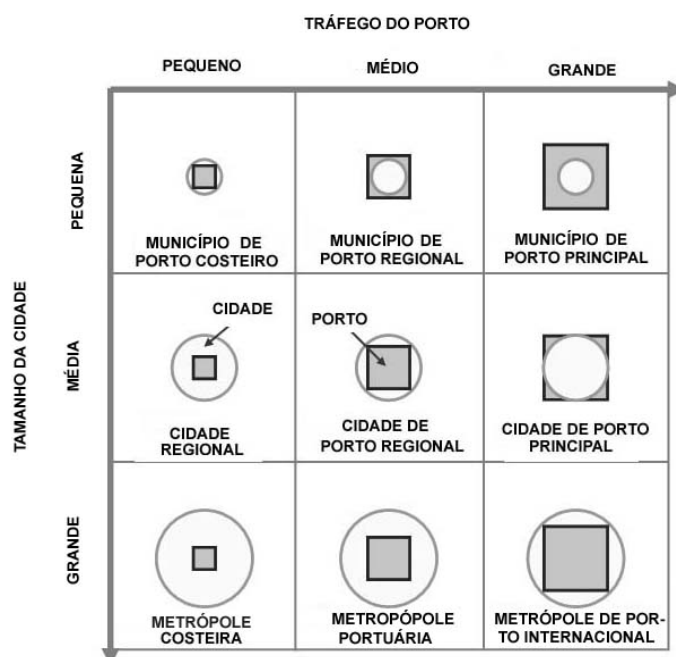 TRÁFEGO DO PORTO
PEQUENO
MÉDIO
GRANDE
TAMANHO DA CIDADE
PEQUENA
MUNICÍPIO DE
PORTO COSTEIRO
MUNICÍPIO DE
PORTO REGIONAL
MUNICÍPIO DE
PORTO PRINCIPAL
MÉDIA
CIDADE
PORTO
CIDADE
REGIONAL
CIDADE DE
PORTO REGIONAL
CIDADE DE PORTO
PRINCIPAL
GRANDE
METRÓPOLE
COSTEIRA
METROPÓPOLE
PORTUÁRIA
METRÓPOLE DE POR-
TO INTERNACIONAL